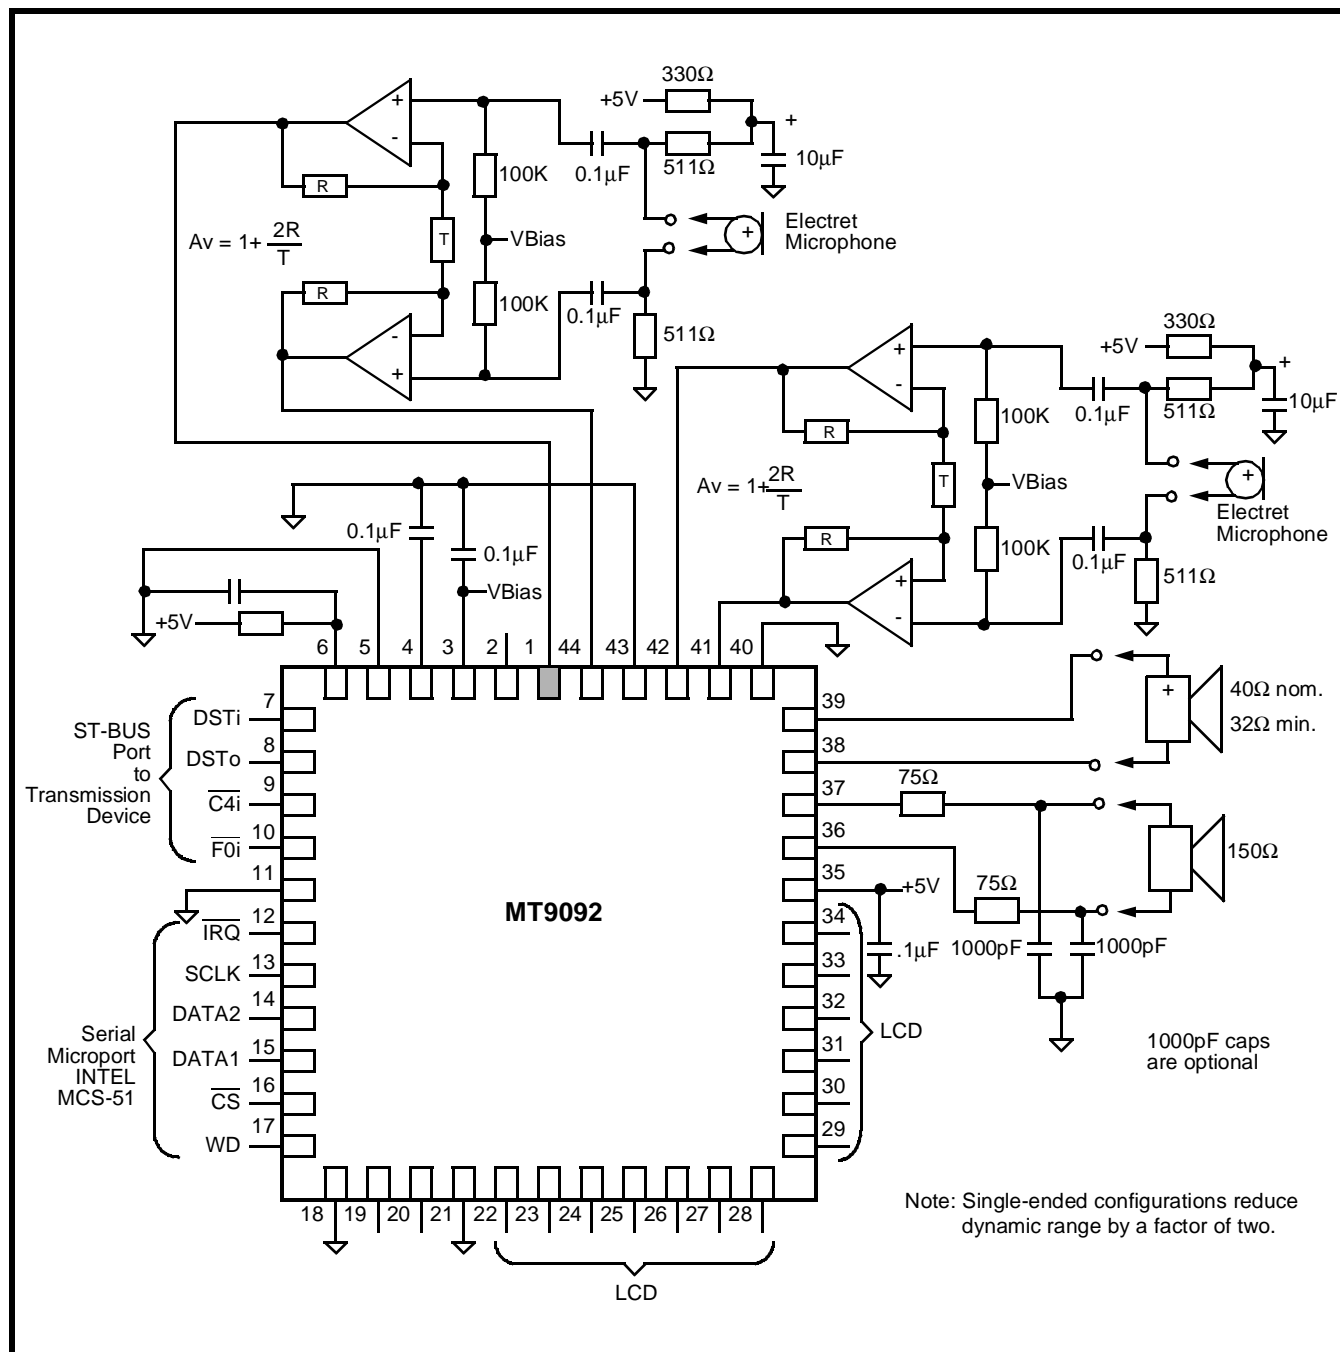 330Ω
+5V
+
+
-
0.1µF
511Ω
10µF
R
100K
Av = 1+ 2R
T
T
VBias
+
Electret
Microphone
R
100K
0.1µF
511Ω
-
+
330Ω
+5V
+
+
-
0.1µF
511Ω
10µF
R
100K
Av = 1+ 2R
T
T
VBias
+
Electret
Microphone
R
100K
0.1µF
511Ω
+
-
0.1µF
0.1µF
VBias
+5V
6 5 4 3 2 1 44 43 42 41 40
ST-BUS
Port
to
Transmission
Device
7
DSTi
8
DSTo
9
C4i
10
F0i
11
12
IRQ
13
SCLK
14
DATA2
15
DATA1
16
CS
17
WD
Serial
Microport
INTEL
MCS-51
MT9092
39
38
37
36
35
34
33
32
31
30
29
+
40Ω nom.
32Ω min.
75Ω
150Ω
75Ω
+5V
.1µF
1000pF
1000pF
LCD
1000pF caps
are optional
18 19 20 21 22 23 24 25 26 27 28
LCD
Note: Single-ended configurations reduce
dynamic range by a factor of two.